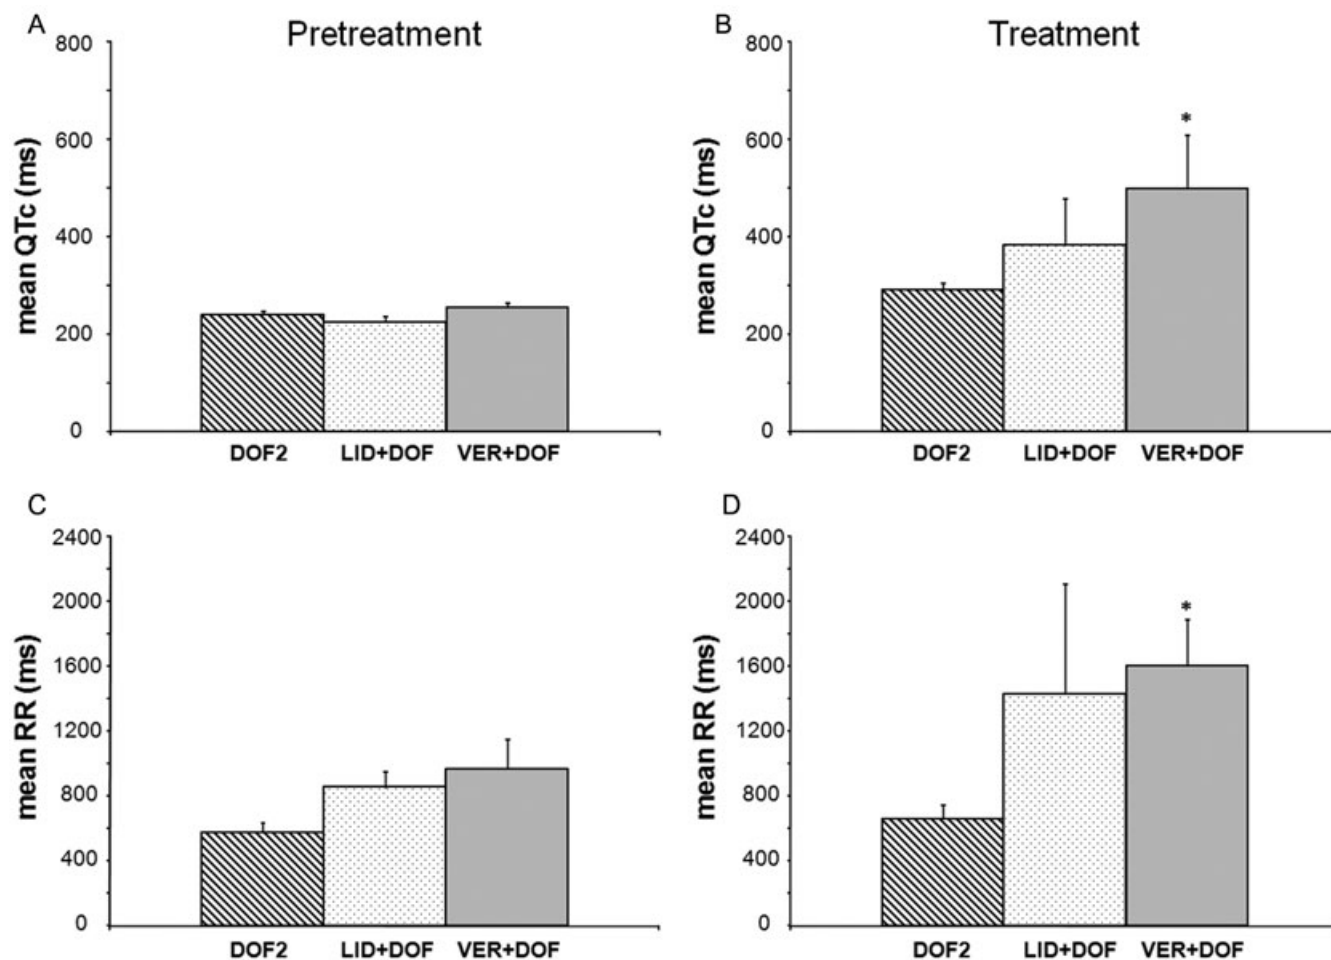 A Pretreatment
mean QTc (ms)
800
600
400
200
0
DOF2 LID+DOF VER+DOF
B Treatment
mean QTc (ms)
800
600
400
200
0
*
DOF2 LID+DOF VER+DOF
C
mean RR (ms)
2400
2000
1600
1200
800
400
0
DOF2 LID+DOF VER+DOF
D
mean RR (ms)
2400
2000
1600
1200
800
400
0
*
DOF2 LID+DOF VER+DOF